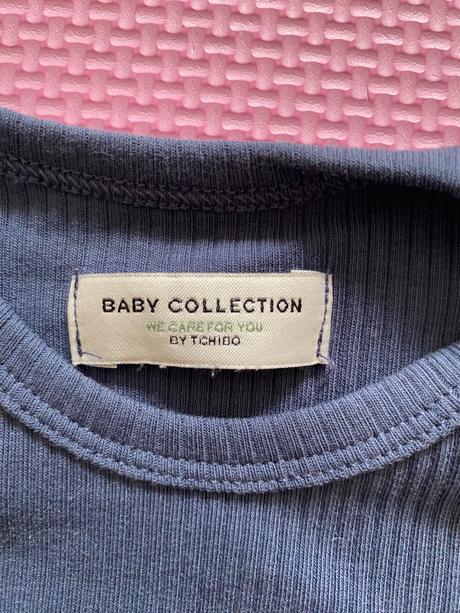 BABY COLLECTION
WE CARE FOR YOU
BY TCHIBO